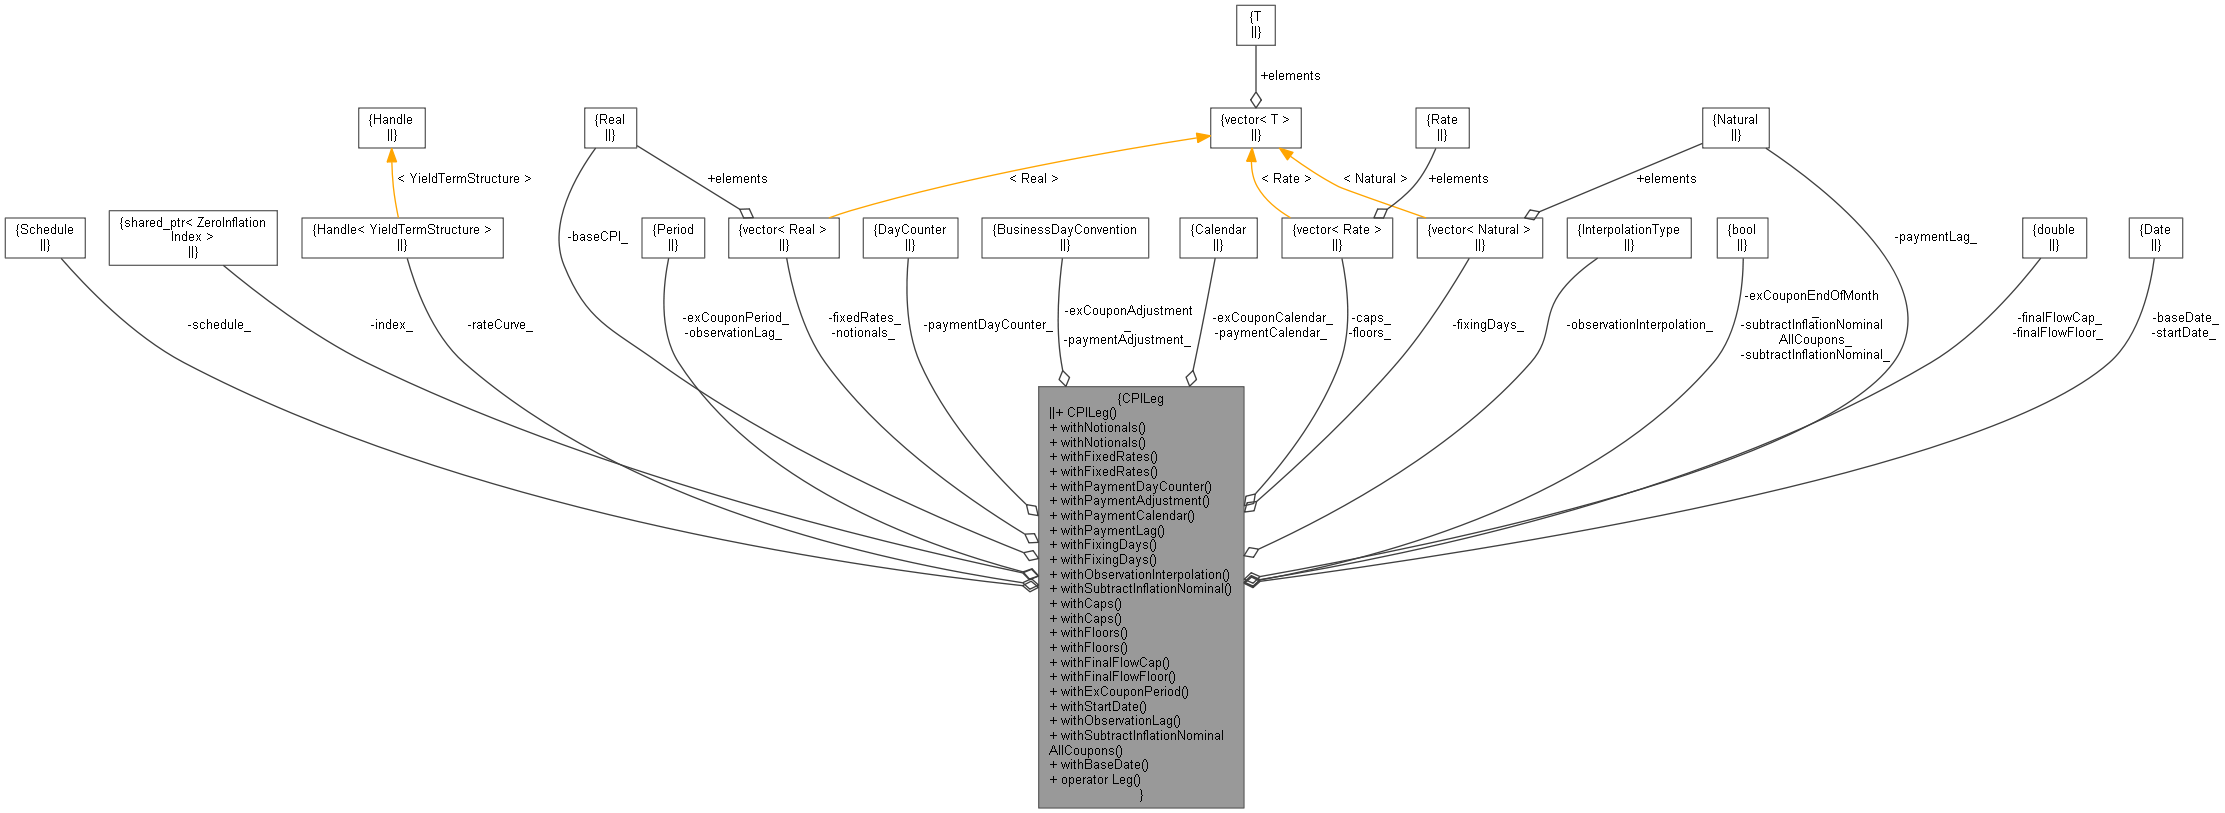 {T
||}
+elements
{Handle
||}
{Real
||}
{vector< T >
||}
{Rate
||}
{Natural
||}
< YieldTermStructure >
+elements
< Real >
< Rate >
+elements
< Natural >
+elements
{Schedule
||}
{shared_ptr< ZeroInflation
Index >
||}
{Handle< YieldTermStructure >
||}
-baseCPI_
{Period
||}
{vector< Real >
||}
{DayCounter
||}
{BusinessDayConvention
||}
{Calendar
||}
{vector< Rate >
||}
{vector< Natural >
||}
{InterpolationType
||}
{bool
||}
-paymentLag_
{double
||}
{Date
||}
-schedule_
-index_
-rateCurve_
-exCouponPeriod_
-observationLag_
-fixedRates_
-notionals_
-paymentDayCounter_
-exCouponAdjustment
_
-paymentAdjustment_
-exCouponCalendar_
-paymentCalendar_
-caps_
-floors_
-fixingDays_
-observationInterpolation_
-exCouponEndOfMonth
_
-subtractInflationNominal
AllCoupons_
-subtractInflationNominal_
-finalFlowCap_
-finalFlowFloor_
-baseDate_
-startDate_
{CPILeg
||+ CPILeg()
+ withNotionals()
+ withNotionals()
+ withFixedRates()
+ withFixedRates()
+ withPaymentDayCounter()
+ withPaymentAdjustment()
+ withPaymentCalendar()
+ withPaymentLag()
+ withFixingDays()
+ withFixingDays()
+ withObservationInterpolation()
+ withSubtractInflationNominal()
+ withCaps()
+ withCaps()
+ withFloors()
+ withFloors()
+ withFinalFlowCap()
+ withFinalFlowFloor()
+ withExCouponPeriod()
+ withStartDate()
+ withObservationLag()
+ withSubtractInflationNominal
AllCoupons()
+ withBaseDate()
+ operator Leg()
}